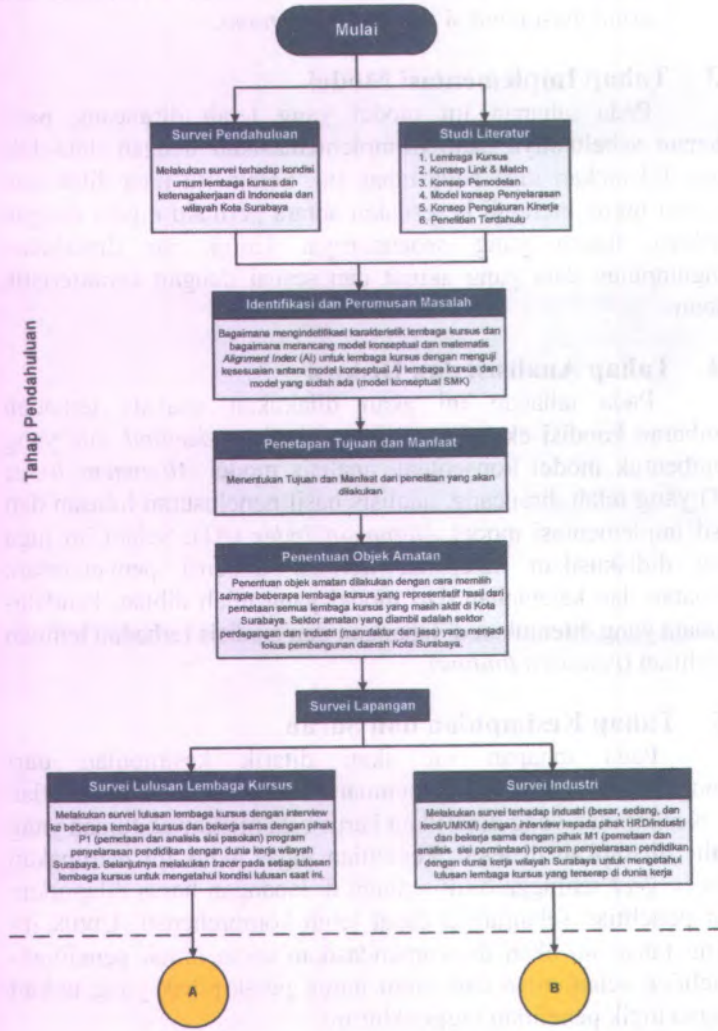 Mulai
Survei Pendahuluan
Melakukan survei terhadap kondisi
umum lembaga kursus dan
ketenagakerjaan di Indonesia dan
wilayah Kota Surabaya
Studi Literatur
1. Lembaga Kursus
2. Konsep Link & Match
3. Konsep Pemodelan
4. Model konsep Penyelarasan
5. Konsep Pengukuran Kinerja
6. Penelitian Terdahulu
Tahap Pendahuluan
Identifikasi dan Perumusan Masalah
Bagaimana mengindetifikasi karakteristik lembaga kursus dan
bagaimana merancang model konseptual dan matematis
Alignment Index (AI) untuk lembaga kursus dengan menguji
kesesuaian antara model konseptual AI lembaga kursus dan
model yang sudah ada (model konseptual SMK)
Penetapan Tujuan dan Manfaat
Menentukan Tujuan dan Manfaat dari penelitian yang akan
dilakukan
Penentuan Objek Amatan
Penentuan objek amatan dilakukan dengan cara memilih
sample beberapa lembaga kursus yang representatif hasil dari
pemetaan semua lembaga kursus yang masih aktif di Kota
Surabaya. Sektor amatan yang diambil adalah sektor
perdagangan dan industri (manufaktur dan jasa) yang menjadi
fokus pembangunan daerah Kota Surabaya.
Survei Lapangan
Survei Lulusan Lembaga Kursus
Melakukan survei lulusan lembaga kursus dengan interview
ke beberapa lembaga kursus dan bekerja sama dengan pihak
P1 (pemetaan dan analisis sisi pasokan) program
penyelarasan pendidikan dengan dunia kerja wilayah
Surabaya. Selanjutnya melakukan tracer pada setiap lulusan
lembaga kursus untuk mengetahui kondisi lulusan saat ini.
Survei Industri
Melakukan survei terhadap industri (besar, sedang, dan
kecil/UMKM) dengan interview kepada pihak HRD/industri
dan bekerja sama dengan pihak M1 (pemetaan dan
analisis sisi permintaan) program penyelarasan pendidikan
dengan dunia kerja wilayah Surabaya untuk mengetahui
lulusan lembaga kursus yang terserap di dunia kerja
A
B